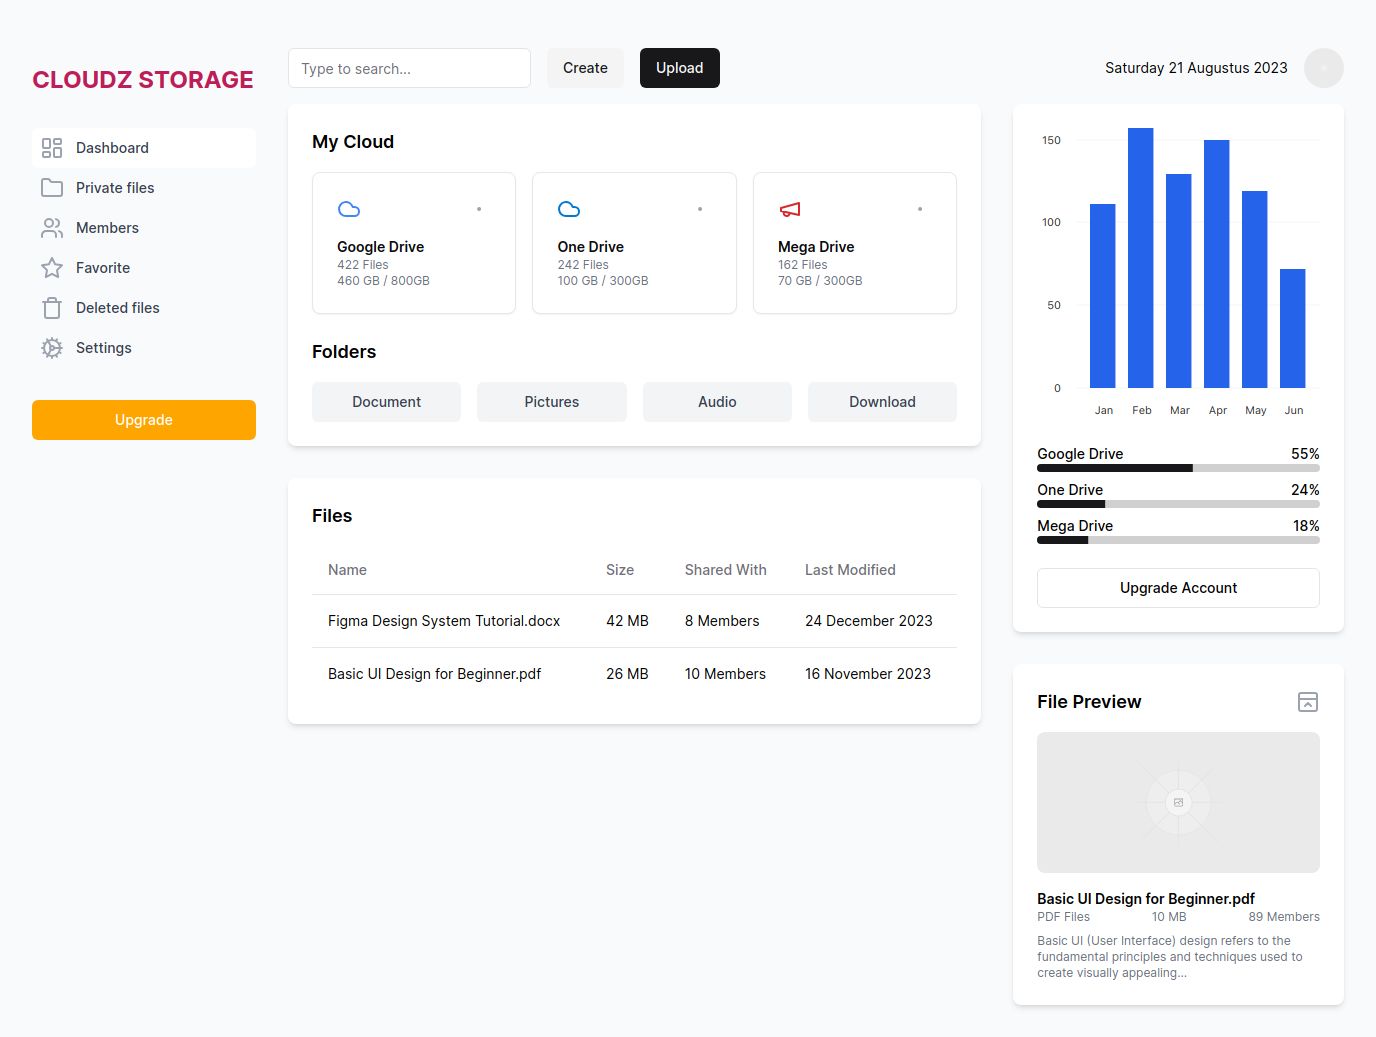 CLOUDZ STORAGE
Dashboard
Private files
Members
Favorite
Deleted files
Settings
Upgrade
Type to search...
Create
Upload
Saturday 21 Augustus 2023
My Cloud
Google Drive
422 Files
460 GB / 800GB
One Drive
242 Files
100 GB / 300GB
Mega Drive
162 Files
70 GB / 300GB
Folders
Document
Pictures
Audio
Download
Files
Name Size Shared With Last Modified
Figma Design System Tutorial.docx 42 MB 8 Members 24 December 2023
Basic UI Design for Beginner.pdf 26 MB 10 Members 16 November 2023
150
100
50
0
Jan Feb Mar Apr May Jun
Google Drive 55%
One Drive 24%
Mega Drive 18%
Upgrade Account
File Preview
Basic UI Design for Beginner.pdf
PDF Files 10 MB 89 Members
Basic UI (User Interface) design refers to the
fundamental principles and techniques used to
create visually appealing...